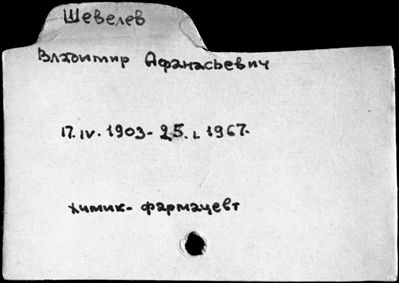 Шевелев
Владимир Афанасьевич
17.IV.1903-25.I.1967.
Химик-фармацевт